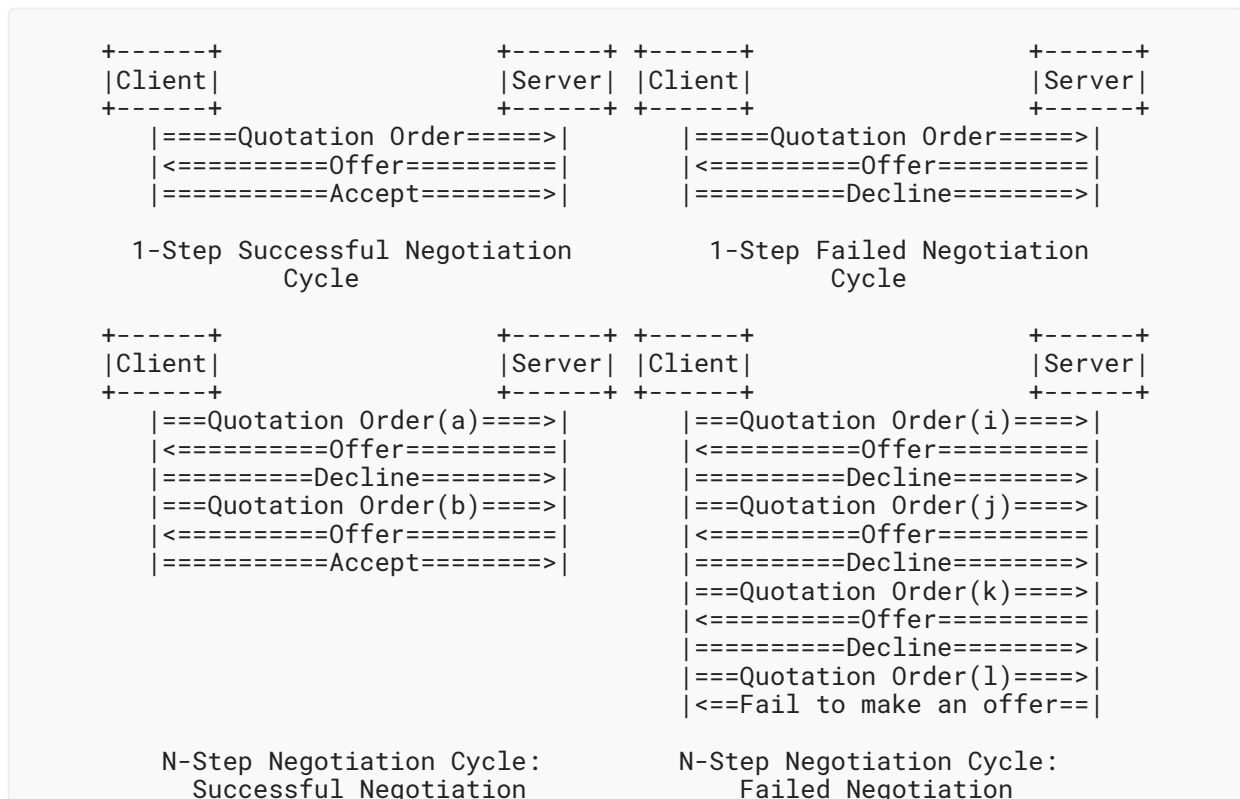 +------+                  +------+ +------+                  +------+
|Client|                  |Server| |Client|                  |Server|
+------+                  +------+ +------+                  +------+
   |=====Quotation Order=====>|       |=====Quotation Order=====>|
   |<==========Offer==========|       |<==========Offer==========|
   |===========Accept========>|       |==========Decline========>|

  1-Step Successful Negotiation         1-Step Failed Negotiation
            Cycle                               Cycle

+------+                  +------+ +------+                  +------+
|Client|                  |Server| |Client|                  |Server|
+------+                  +------+ +------+                  +------+
   |===Quotation Order(a)====>|       |===Quotation Order(i)====>|
   |<==========Offer==========|       |<==========Offer==========|
   |==========Decline========>|       |==========Decline========>|
   |===Quotation Order(b)====>|       |===Quotation Order(j)====>|
   |<==========Offer==========|       |<==========Offer==========|
   |===========Accept========>|       |==========Decline========>|
                                      |===Quotation Order(k)====>|
                                      |<==========Offer==========|
                                      |==========Decline========>|
                                      |===Quotation Order(l)====>|
                                      |<==Fail to make an offer==|

    N-Step Negotiation Cycle:         N-Step Negotiation Cycle:
      Successful Negotiation              Failed Negotiation